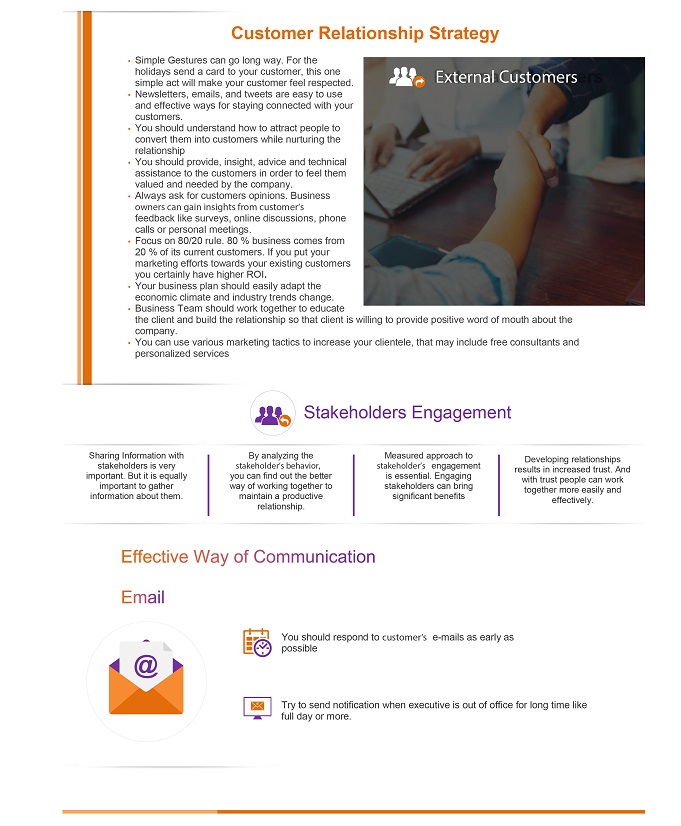 Customer Relationship Strategy
• Simple Gestures can go long way. For the
holidays send a card to your customer, this one
simple act will make your customer feel respected.
• Newsletters, emails, and tweets are easy to use
and effective ways for staying connected with your
customers.
• You should understand how to attract people to
convert them into customers while nurturing the
relationship
• You should provide, insight, advice and technical
assistance to the customers in order to feel them
valued and needed by the company.
• Always ask for customers opinions. Business
owners can gain insights from customer's
feedback like surveys, online discussions, phone
calls or personal meetings.
• Focus on 80/20 rule. 80 % business comes from
20 % of its current customers. If you put your
marketing efforts towards your existing customers
you certainly have higher ROI.
• Your business plan should easily adapt the
economic climate and industry trends change.
• Business Team should work together to educate
the client and build the relationship so that client is willing to provide positive word of mouth about the
company.
• You can use various marketing tactics to increase your clientele, that may include free consultants and
personalized services
External Customers
Stakeholders Engagement
Sharing Information with
stakeholders is very
important. But it is equally
important to gather
information about them.
By analyzing the
stakeholder's behavior,
you can find out the better
way of working together to
maintain a productive
relationship.
Measured approach to
stakeholder's engagement
is essential. Engaging
stakeholders can bring
significant benefits
Developing relationships
results in increased trust. And
with trust people can work
together more easily and
effectively.
Effective Way of Communication
Email
@
You should respond to customer's e-mails as early as
possible
Try to send notification when executive is out of office for long time like
full day or more.